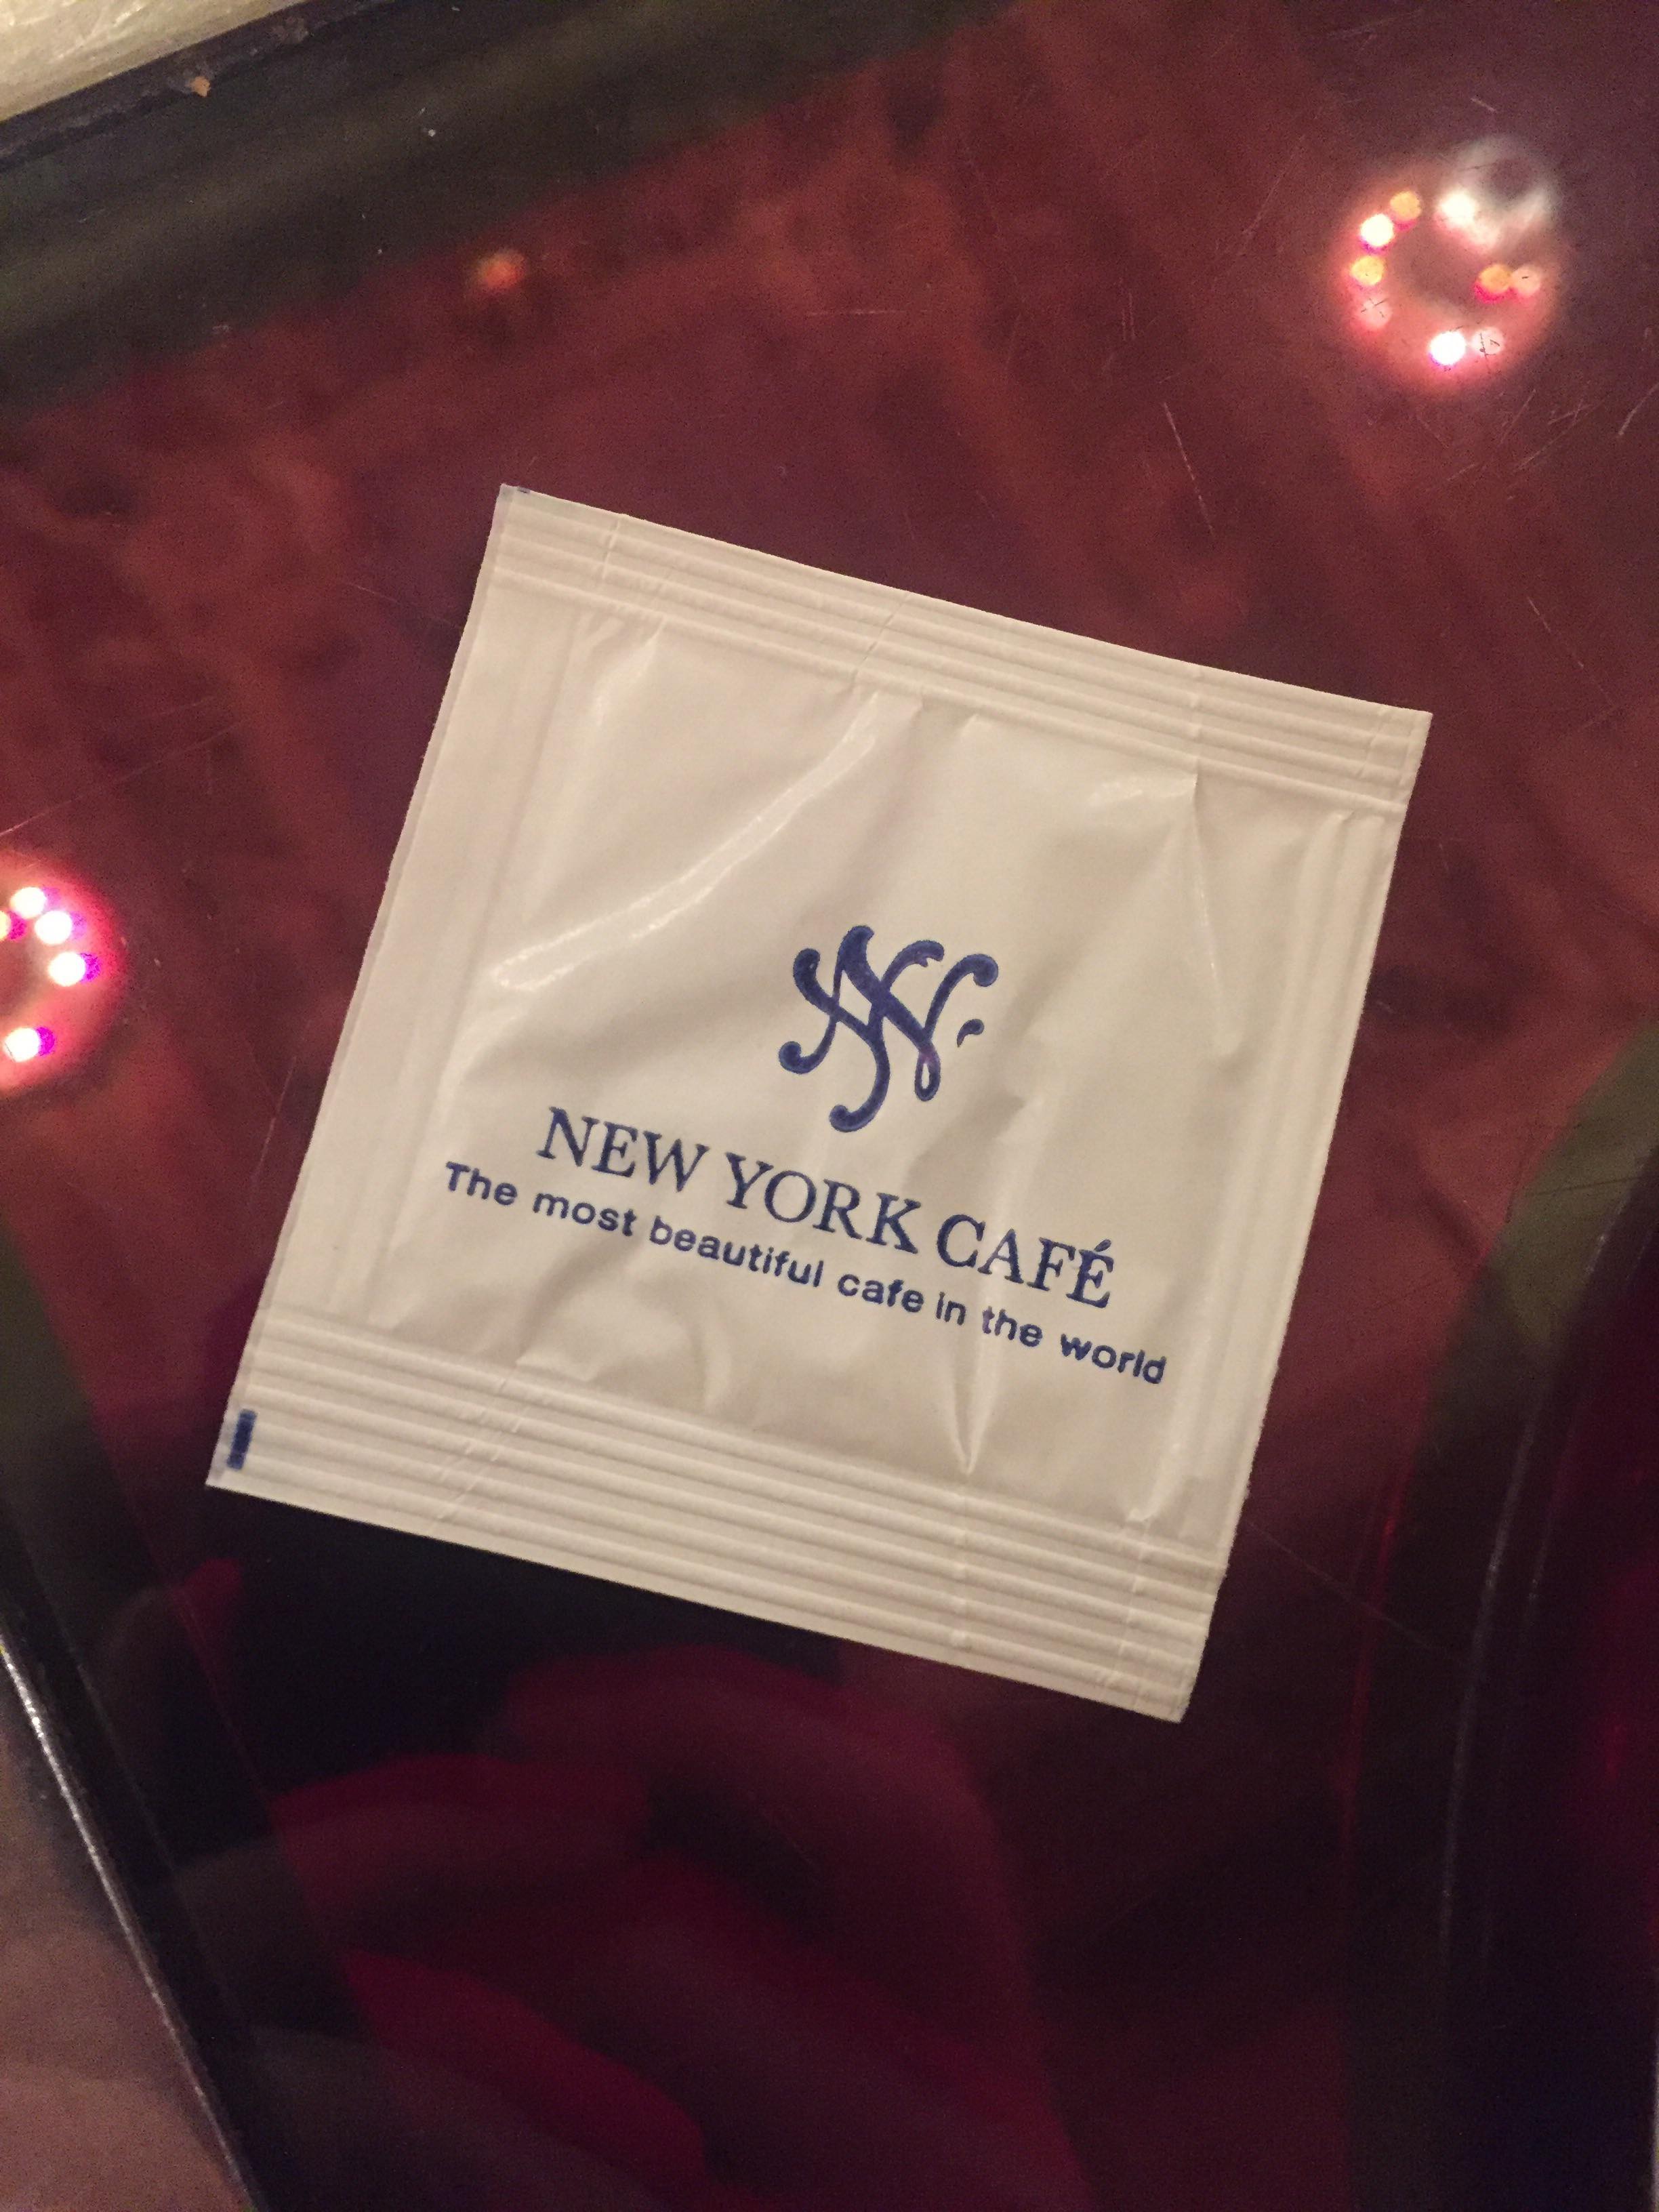 NEW YORK CAFÉ
The most beautiful cafe in the world